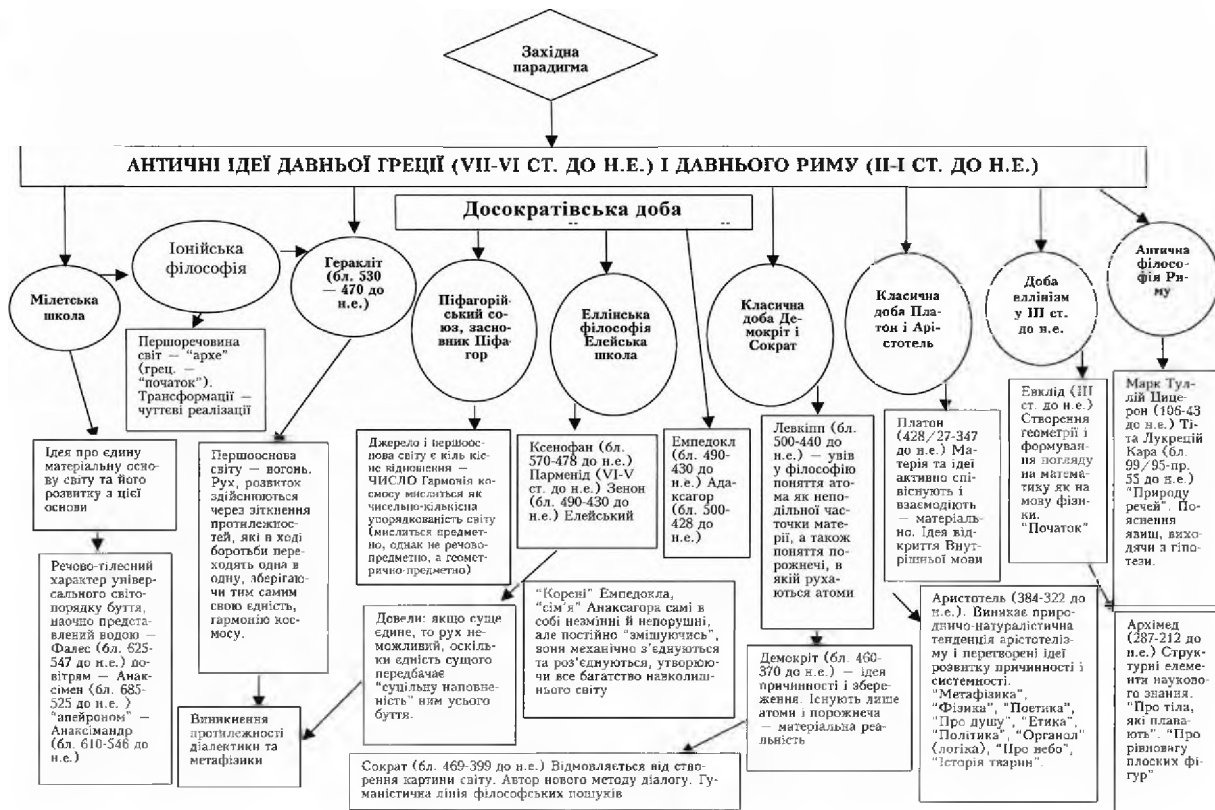 Західна
парадигма
АНТИЧНІ ІДЕЇ ДАВНЬОЇ ГРЕЦІЇ (VII-VI СТ. ДО Н.Е.) І ДАВНЬОГО РИМУ (II-I СТ. ДО Н.Е.)
Досократівська доба
Мілетська
школа
Іонійська
філософія
Геракліт
(бл. 530
— 470 до
н.е.)
Піфагорій-
ський со-
юз, засно-
вник Піфа-
гор
Еллінська
філософія
Елейська
школа
Класична
доба Де-
мокріт і
Сократ
Класична
доба Пла-
тон і Арі-
стотель
Доба
еллінізм
у III ст.
до н.е.
Антична
філосо-
фія Ри-
му
Першоречовина
світ — “архе”
(грец. —
“початок”).
Трансформації —
чуттєві реалізації
Ідея про єдину
матеріальну осно-
ву світу та його
розвитку з цієї
основи
Речово-тілесний
характер універ-
сального світо-
порядку буття,
наочно предста-
влений водою —
Фалес (бл. 625-
547 до н.е.) по-
вітрям — Анак-
сімен (бл. 685-
525 до н.е.)
“апейроном” —
Анаксімандр
(бл. 610-546 до
н.е.)
Першооснова
світу — вогонь.
Рух, розвиток
здійснюються
через зіткнення
протилежнос-
тей, які в ході
боротьби пере-
ходять одна в
одну, зберігаю-
чи тим самим
свою єдність,
гармонію кос-
мосу.
Виникнення
протилежності
діалектики та
метафізики
Джерело і першоос-
нова світу є кіль кіс-
не відношення —
ЧИСЛО Гармонія
космосу мислиться як
чисельно-кількісна
упорядкованість світу
(мислиться предмет-
но, однак не речово-
предметно, а геомет-
рично-предметно)
Ксенофан (бл.
570-478 до н.е.)
Парменід (VI-V
ст. до н.е.) Зенон
(бл. 490-430 до
н.е.) Елейський
Емпедокл
(бл. 490-
430 до
н.е.) Ада-
ксагор
(бл. 500-
428 до
н.е.)
Довели: якщо суще
єдине, то рух не-
можливий, оскіль-
ки єдність сущого
передбачає
“суцільну наповне-
ність” ним усього
буття.
“Корені” Емпедокла,
“сім’я” Анаксагора самі в
собі незмінні й непорушні,
але постійно “змішуючись”,
вони механічно з’єднуються
та роз’єднуються, утворюю-
чи все багатство навколиш-
нього світу
Левкіпп (бл.
500-440 до
н.е.) — увів
у філософію
поняття
атома як непо-
дільної час-
точки мате-
рії, а також
поняття по-
рожнечі, в
якій руха-
ються атоми
Демокріт (бл. 460-
370 до н.е.) — ідея
причинності і збере-
ження. Існують лише
атоми і порожнеча
— матеріальна реа-
льність
Сократ (бл. 469-399 до н.е.) Відмовляється від ство-
рення картини світу. Автор нового методу діалогу. Гу-
маністична лінія філософських пошуків
Платон
(428/27-347
до н.е.) Ма-
терія та ідеї
активно спі-
віснують і
взаємодіють
— матеріаль-
но. Ідея від-
криття Внут-
рішньої мови
Аристотель (384-322 до
н.е.). Виникає приро-
дничо-натуралістична
тенденція арістотеліз-
му і перетворені ідеї
розвитку причинності і
системності.
“Метафізика”,
“Фізика”, “Поетика”,
“Про душу”, “Етика”,
“Політика”, “Органол”
(логіка), “Про небо”,
“Історія тварин”.
Евклід (III
ст. до н.е.)
Створення
геометрії і
формуван-
ня погляду
на матема-
тику як на
мову фізи-
ки.
“Початок”
Марк Тул-
лій Цице-
рон (106-43
до н.е.) Ті-
та Лукрецій
Кара (бл.
99/95-пр.
55 до н.е.)
“Природу
речей”. По-
яснення
явищ, вихо-
дячи з гіпо-
тези.
Архімед
(287-212 до
н.е.) Струк-
турні елеме-
нти науково-
го знання.
“Про тіла,
які плава-
ють”. “Про
рівновагу
плоских фі-
гур”